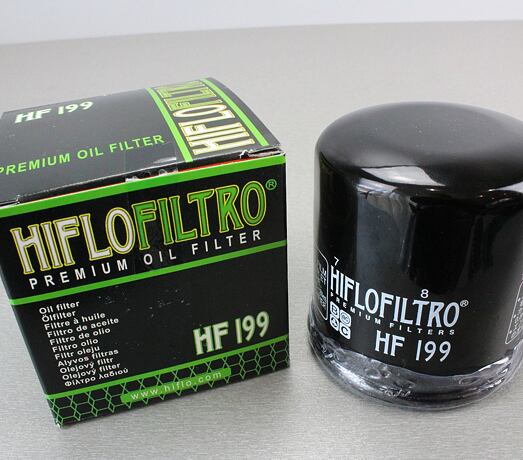 HF 199
PREMIUM OIL FILTER
HIFLOFILTRO
HIFLOFILTRO®
PREMIUM OIL FILTER
Oil filter
Ölfilter
Filtre à huile
Filtro de aceite
Filtro de óleo
Filtro olio
Filtr oleju
Alyvos filtras
Olejový filtr
Olejový filter
Φίλτρο λαδιού
HF 199
www.hiflo.com
7
8
HIFLOFILTRO®
PREMIUM FILTERS
HF 199